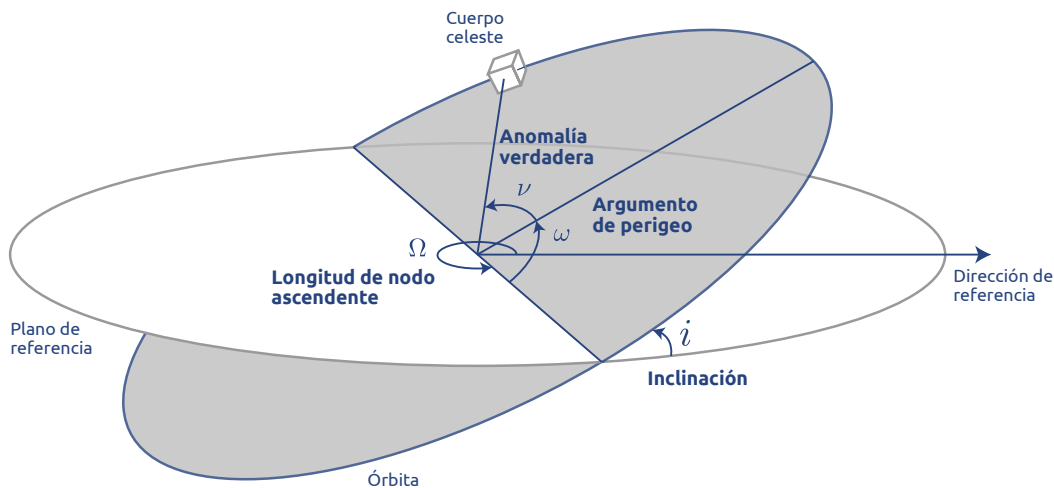 Cuerpo
celeste
Anomalía
verdadera
ν
Argumento
de perigeo
ω
Ω
Longitud de nodo
ascendente
Dirección de
referencia
Plano de
referencia
i
Inclinación
Órbita